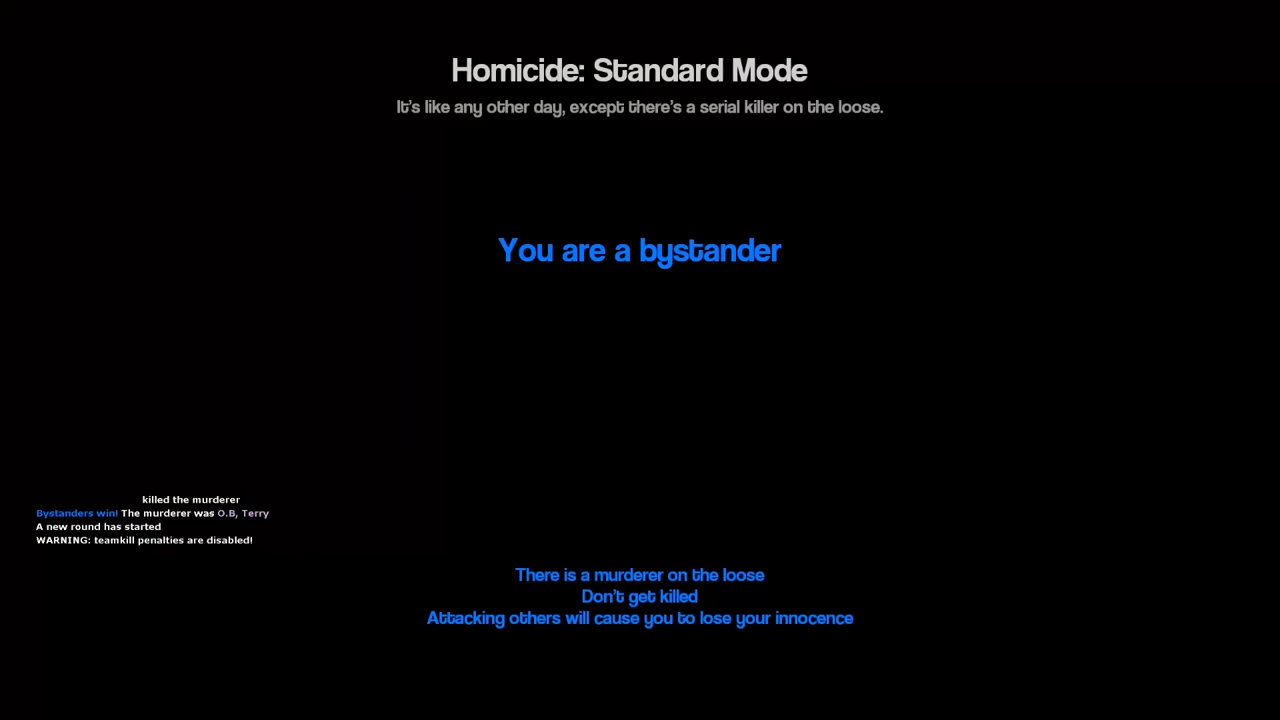 Homicide: Standard Mode
It's like any other day, except there's a serial killer on the loose.
You are a bystander
killed the murderer
Bystanders win! The murderer was O.B, Terry
A new round has started
WARNING: teamkill penalties are disabled!
There is a murderer on the loose
Don't get killed
Attacking others will cause you to lose your innocence